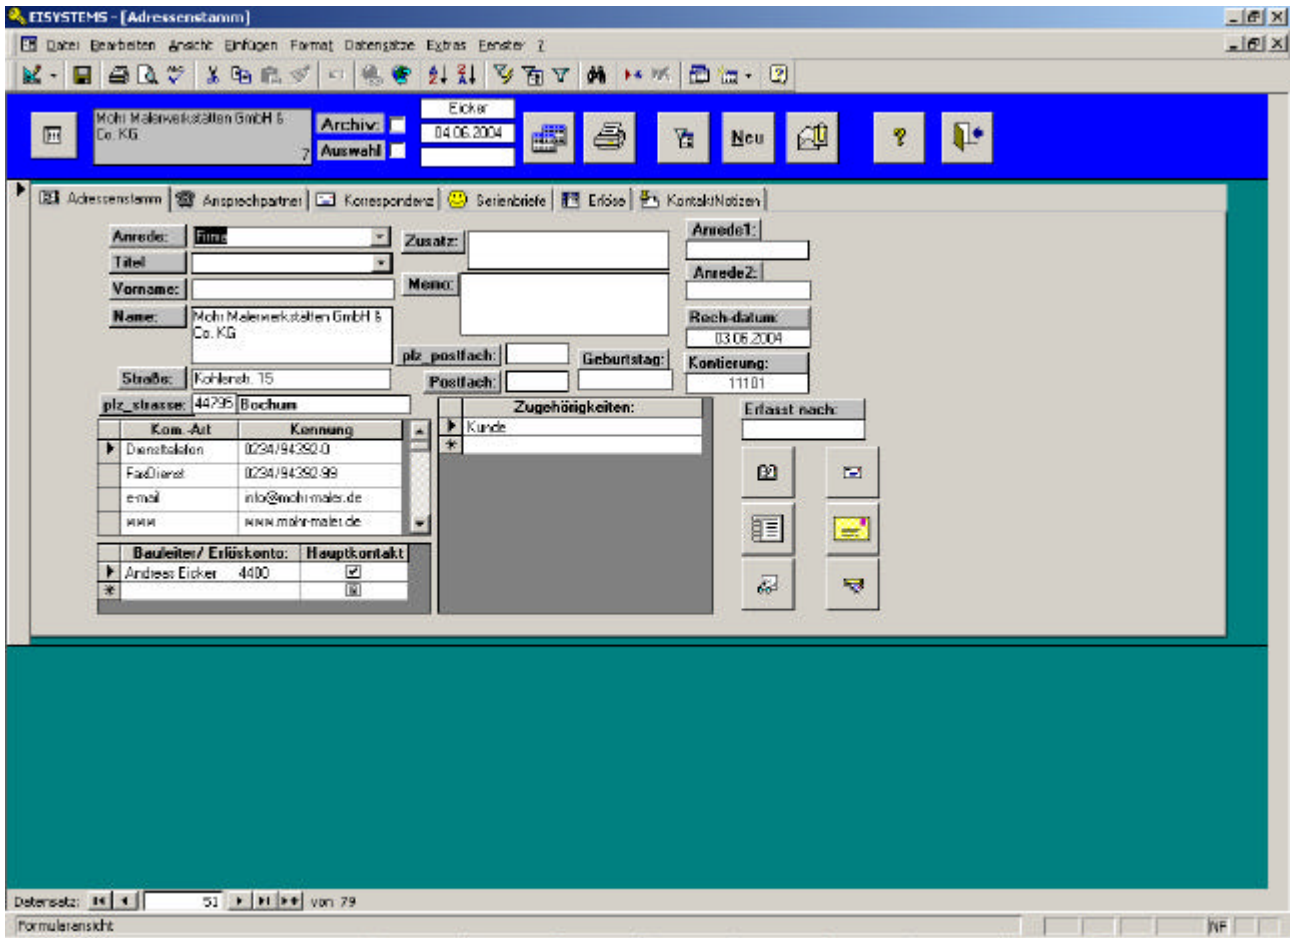 EISYSTEMS - [Adressenstamm]
Datei Bearbeiten Ansicht Einfügen Format Datensätze Extras Fenster ?
Mohr Malerwerkstätten GmbH &
Co. KG
7
Archiv:
Auswahl
Eicker
04.06.2004
Neu
?
Adressenstamm Ansprechpartner Korrespondenz Serienbriefe Erlöse KontaktNotizen
Anrede: Firma
Titel
Vorname:
Name: Mohr Malerwerkstätten GmbH &
Co. KG
Straße: Kohlenstr. 15
plz_strasse: 44795 Bochum
Zusatz:
Memo:
plz_postfach:
Postfach:
Geburtstag:
Anrede1:
Anrede2:
Rech-datum:
03.06.2004
Kontierung:
11101
Kom.-Art Kennung
Diensttelefon 0234/94392-0
FaxDienst 0234/94392-99
e-mail info@mohr-maler.de
www www.mohr-maler.de
Bauleiter/ Erlöskonto: Hauptkontakt
Andreas Eicker 4400
Zugehörigkeiten:
Kunde
Erfasst nach:
Datensatz: 51 von 79
Formularansicht
NF